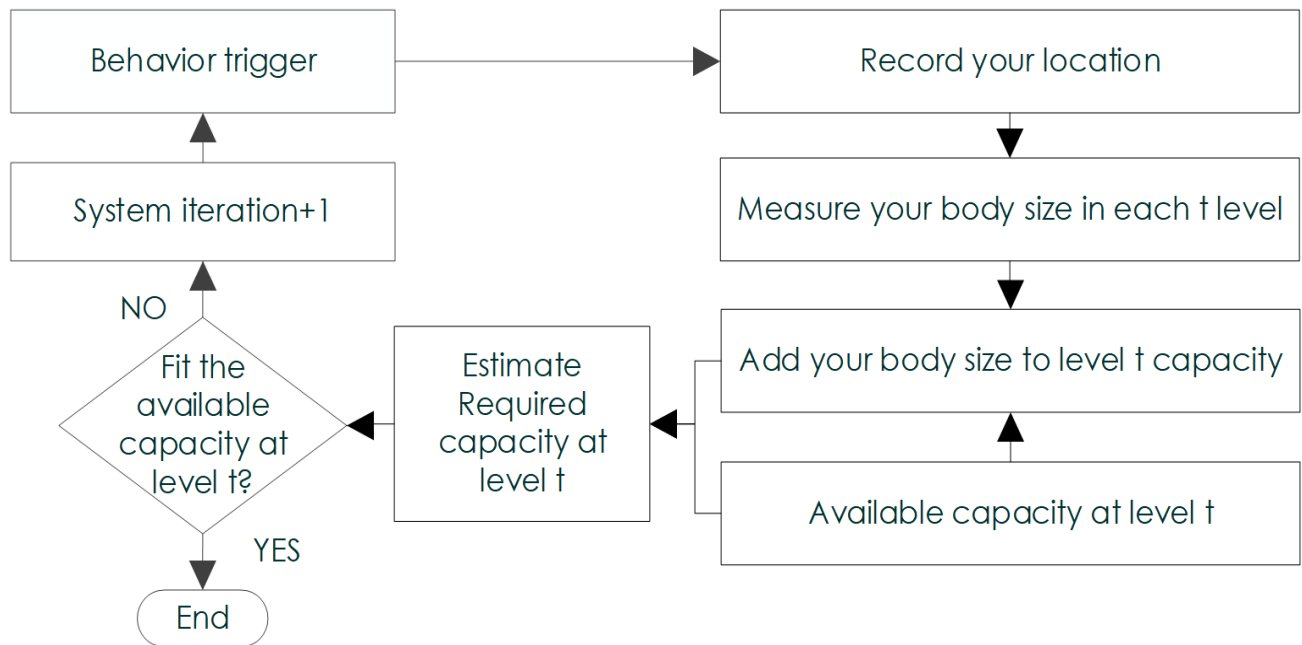 Behavior trigger
Record your location
System iteration+1
Measure your body size in each t level
NO
Fit the
available
capacity at
level t?
Estimate
Required
capacity at
level t
Add your body size to level t capacity
Available capacity at level t
YES
End